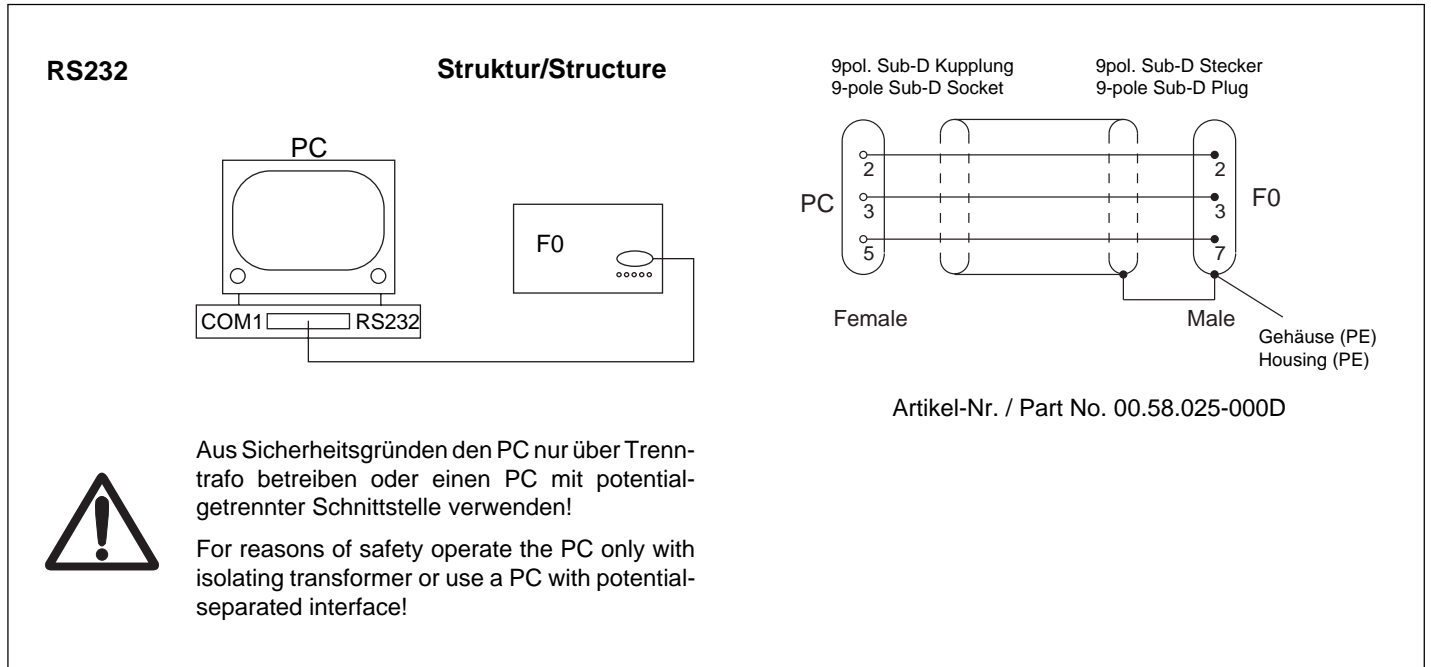 RS232
Struktur/Structure
PC
F0
COM1
RS232
9pol. Sub-D Kupplung
9-pole Sub-D Socket
9pol. Sub-D Stecker
9-pole Sub-D Plug
2
2
PC
3
3
F0
5
7
Female
Male
Gehäuse (PE)
Housing (PE)
Artikel-Nr. / Part No. 00.58.025-000D
Aus Sicherheitsgründen den PC nur über Trenn-
trafo betreiben oder einen PC mit potential-
getrennter Schnittstelle verwenden!
For reasons of safety operate the PC only with
isolating transformer or use a PC with potential-
separated interface!